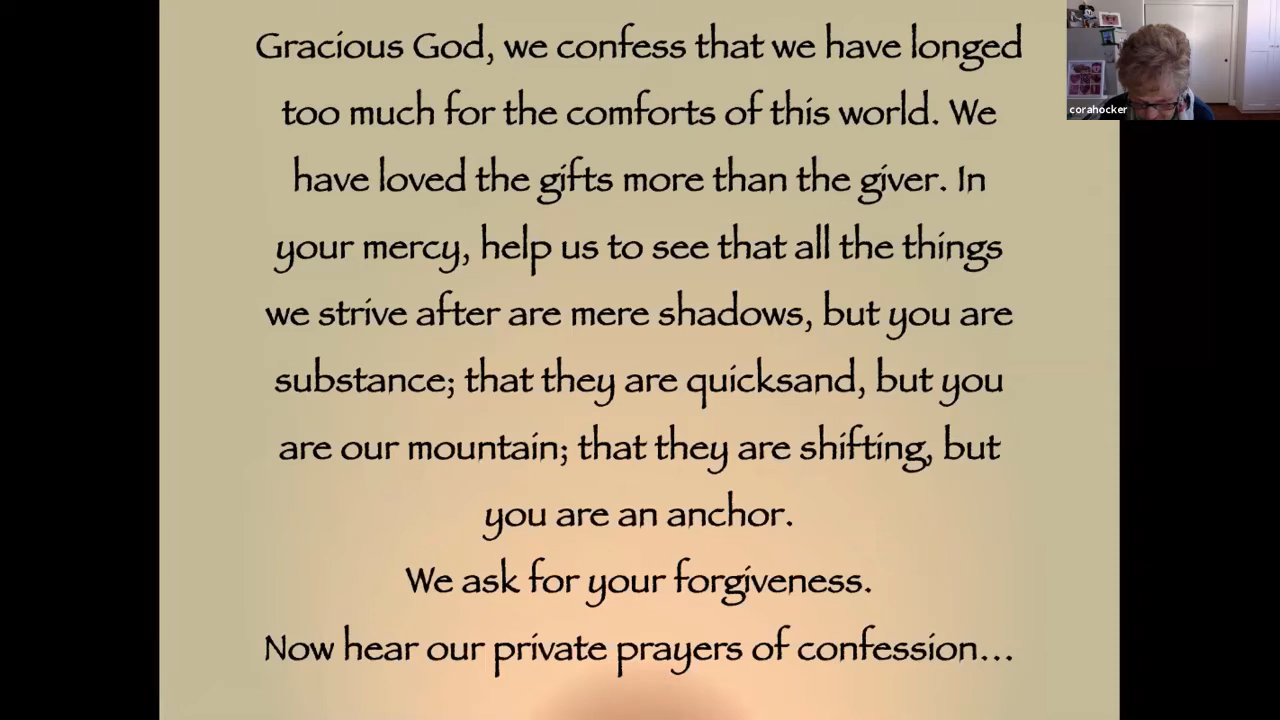 Gracious God, we confess that we have longed
too much for the comforts of this world. We
have loved the gifts more than the giver. In
your mercy, help us to see that all the things
we strive after are mere shadows, but you are
substance; that they are quicksand, but you
are our mountain; that they are shifting, but
you are an anchor.
We ask for your forgiveness.
Now hear our private prayers of confession...
corahocker